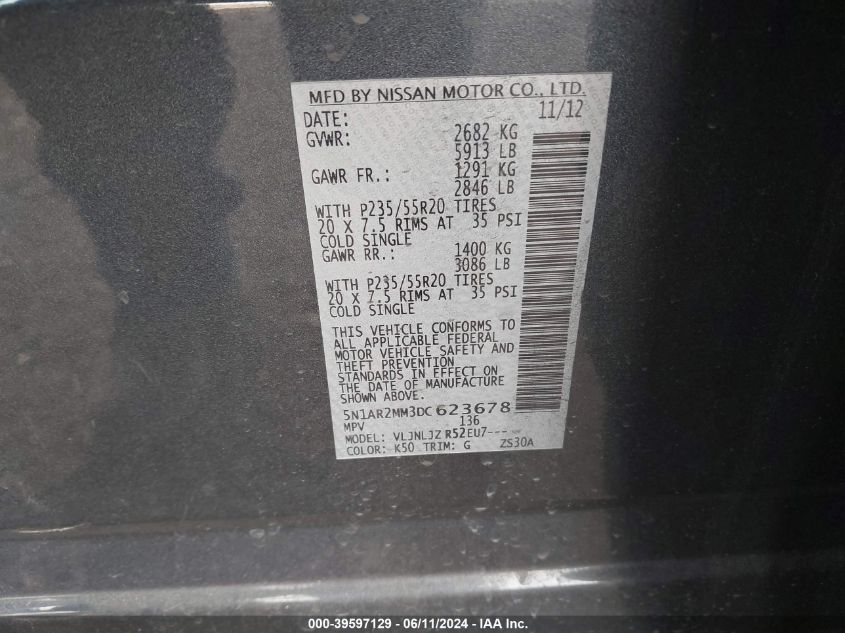 MFD BY NISSAN MOTOR CO., LTD.
DATE: 11/12
GVWR: 2682 KG
5913 LB
GAWR FR.: 1291 KG
2846 LB
WITH P235/55R20 TIRES
20 X 7.5 RIMS AT 35 PSI
COLD SINGLE
GAWR RR.: 1400 KG
3086 LB
WITH P235/55R20 TIRES
20 X 7.5 RIMS AT 35 PSI
COLD SINGLE
THIS VEHICLE CONFORMS TO
ALL APPLICABLE FEDERAL
MOTOR VEHICLE SAFETY AND
THEFT PREVENTION
STANDARDS IN EFFECT ON
THE DATE OF MANUFACTURE
SHOWN ABOVE
5N1AR2MM3DC623678
MPV 136
MODEL: VLJNLJZ R52EU7---
COLOR: K50 TRIM: G ZS30A
000-39597129 - 06/11/2024 - IAA Inc.